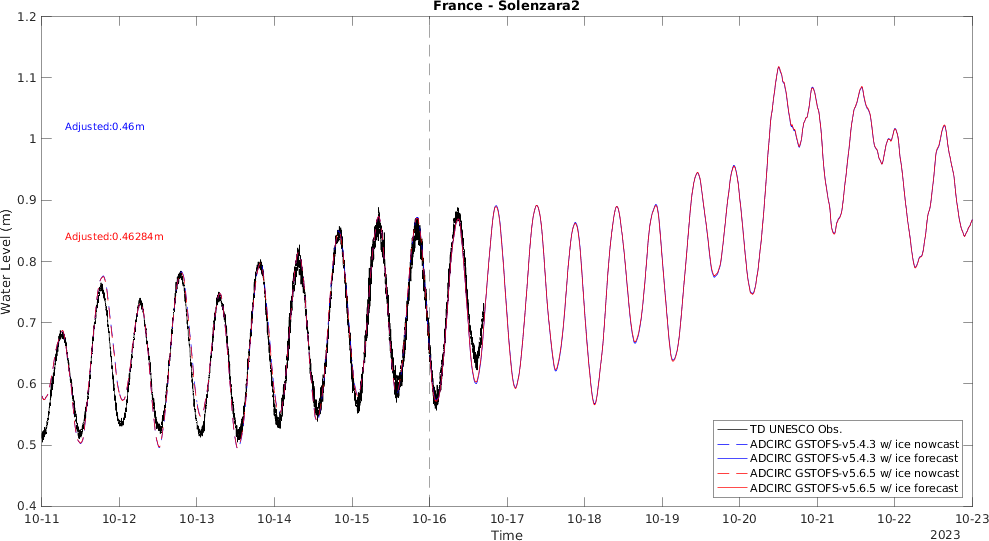 France - Solenzara2
Water Level (m)
1.2
1.1
1
0.9
0.8
0.7
0.6
0.5
0.4
Adjusted:0.46m
Adjusted:0.46284m
TD UNESCO Obs.
ADCIRC GSTOFS-v5.4.3 w/ ice nowcast
ADCIRC GSTOFS-v5.4.3 w/ ice forecast
ADCIRC GSTOFS-v5.6.5 w/ ice nowcast
ADCIRC GSTOFS-v5.6.5 w/ ice forecast
10-11 10-12 10-13 10-14 10-15 10-16 10-17 10-18 10-19 10-20 10-21 10-22 10-23
Time
2023